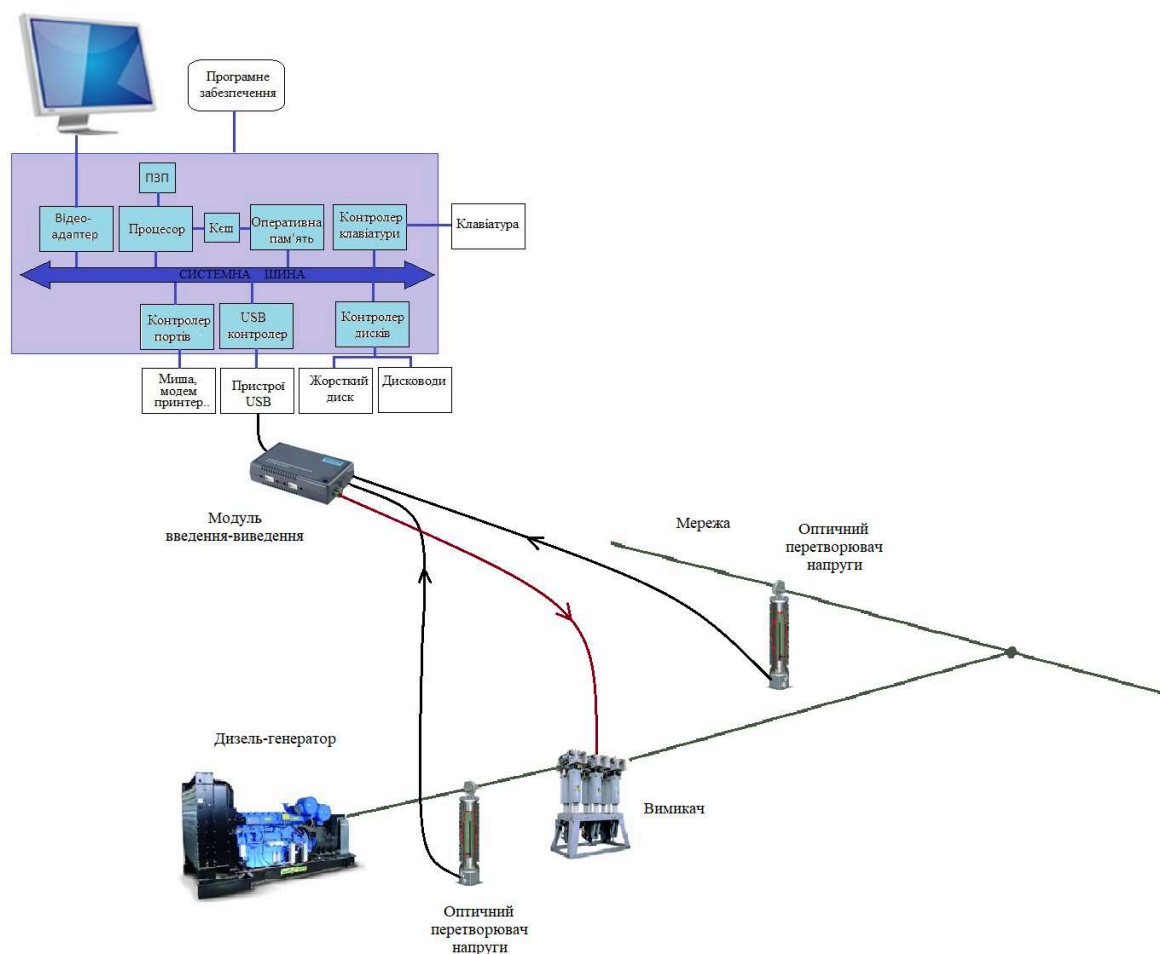 Програмне
забезпечення
ПЗП
Відео-
адаптер
Процесор
Кєш
Оперативна
пам'ять
Контролер
клавіатури
Клавіатура
СИСТЕМНА ШИНА
Контролер
портів
USB
контролер
Контролер
дисків
Миша,
модем
принтер..
Пристрої
USB
Жорсткий
диск
Дисководи
Модуль
введення-виведення
Мережа
Оптичний
перетворювач
напруги
Дизель-генератор
Вимикач
Оптичний
перетворювач
напруги